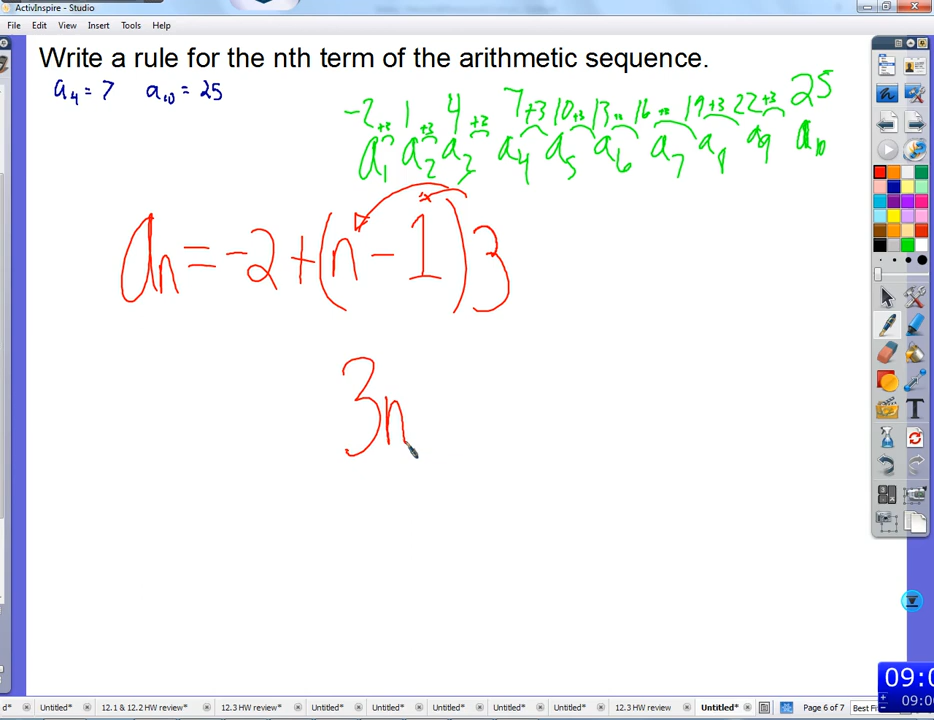 ActivInspire - Studio
File Edit View Insert Tools Help
Write a rule for the nth term of the arithmetic sequence.
a4 = 7 a10 = 25
-2 1 4 7 10 13 16 19 22 25
+3 +3 +3 +3 +3 +3 +3
a1 a2 a3 a4 a5 a6 a7 a8 a9 a10
an = -2 + (n - 1) 3
3n
T
09:0
09:0
d* Untitled* 12.1 & 12.2 HW review* 12.3 HW review* Untitled* Untitled* Untitled* Untitled* 12.3 HW review Untitled* Page 6 of 7 Best Fi